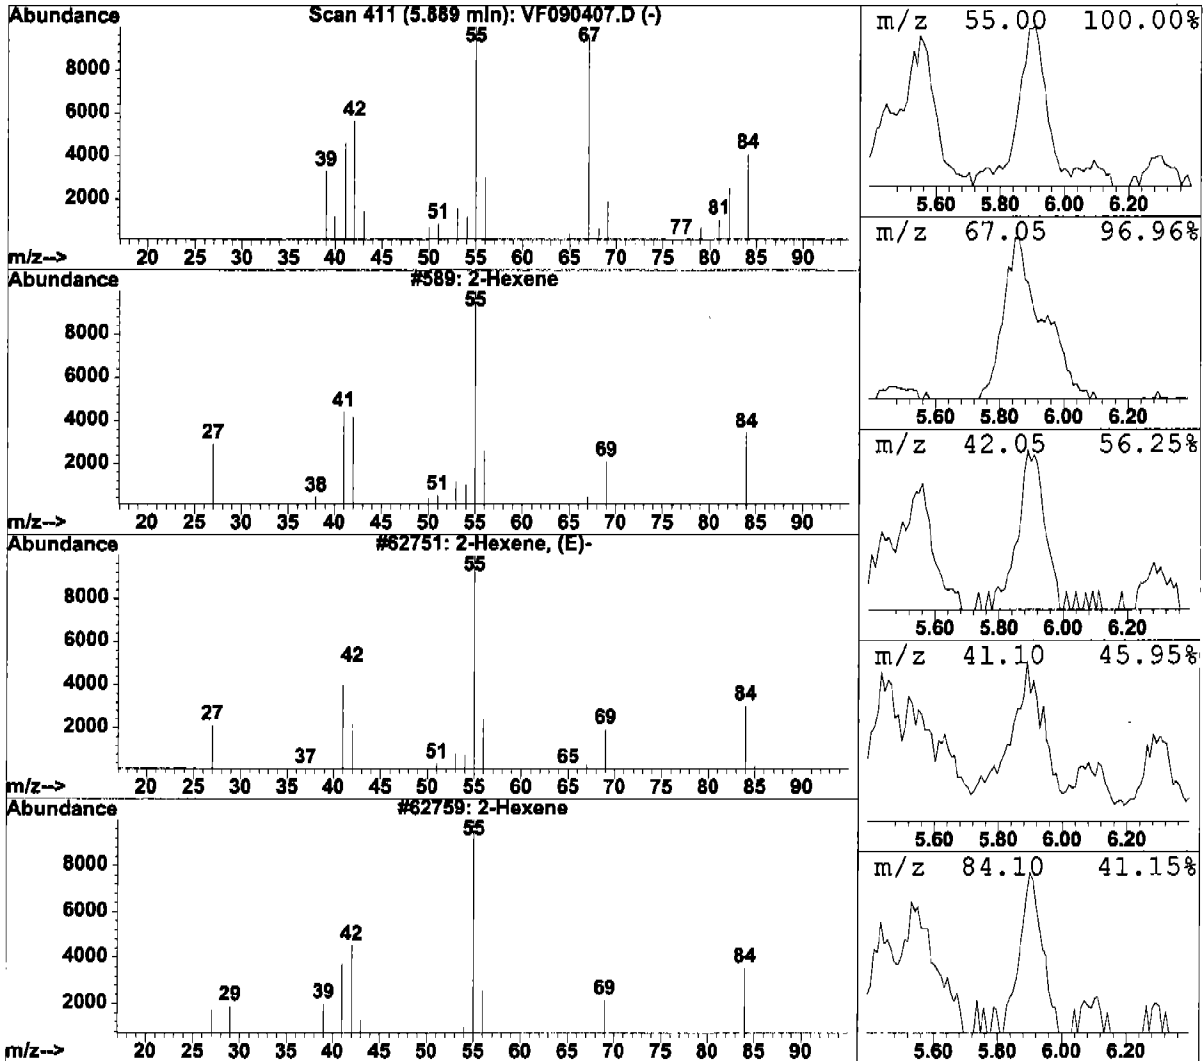 Abundance
Scan 411 (5.889 min): VF090407.D (-)
55
67
8000
6000
42
4000
84
39
2000
51
81
77
m/z-->
20 25 30 35 40 45 50 55 60 65 70 75 80 85 90
Abundance
#589: 2-Hexene
55
8000
6000
41
4000
84
27
2000
69
38
51
m/z-->
20 25 30 35 40 45 50 55 60 65 70 75 80 85 90
Abundance
#62751: 2-Hexene, (E)-
55
8000
6000
42
4000
84
27
69
2000
37
51
65
m/z-->
20 25 30 35 40 45 50 55 60 65 70 75 80 85 90
Abundance
#62759: 2-Hexene
55
8000
6000
42
4000
84
29
39
69
2000
m/z-->
20 25 30 35 40 45 50 55 60 65 70 75 80 85 90
m/z 55.00 100.00%
5.60 5.80 6.00 6.20
m/z 67.05 96.96%
5.60 5.80 6.00 6.20
m/z 42.05 56.25%
5.60 5.80 6.00 6.20
m/z 41.10 45.95%
5.60 5.80 6.00 6.20
m/z 84.10 41.15%
5.60 5.80 6.00 6.20